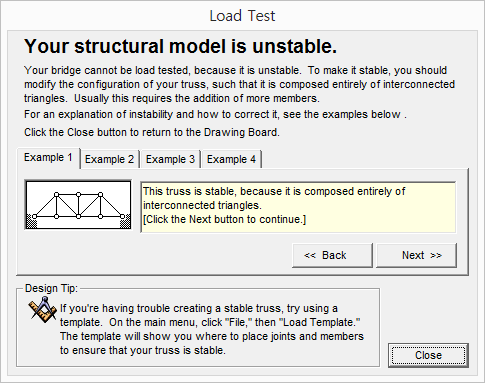 Load Test
Your structural model is unstable.
Your bridge cannot be load tested, because it is unstable.  To make it stable, you should
modify the configuration of your truss, such that it is composed entirely of interconnected
triangles.  Usually this requires the addition of more members.
For an explanation of instability and how to correct it, see the examples below .
Click the Close button to return to the Drawing Board.
Example 1 Example 2 Example 3 Example 4
This truss is stable, because it is composed entirely of
interconnected triangles.
[Click the Next button to continue.]
<< Back Next >>
Design Tip:
If you're having trouble creating a stable truss, try using a
template.  On the main menu, click "File," then "Load Template."
The template will show you where to place joints and members
to ensure that your truss is stable.
Close